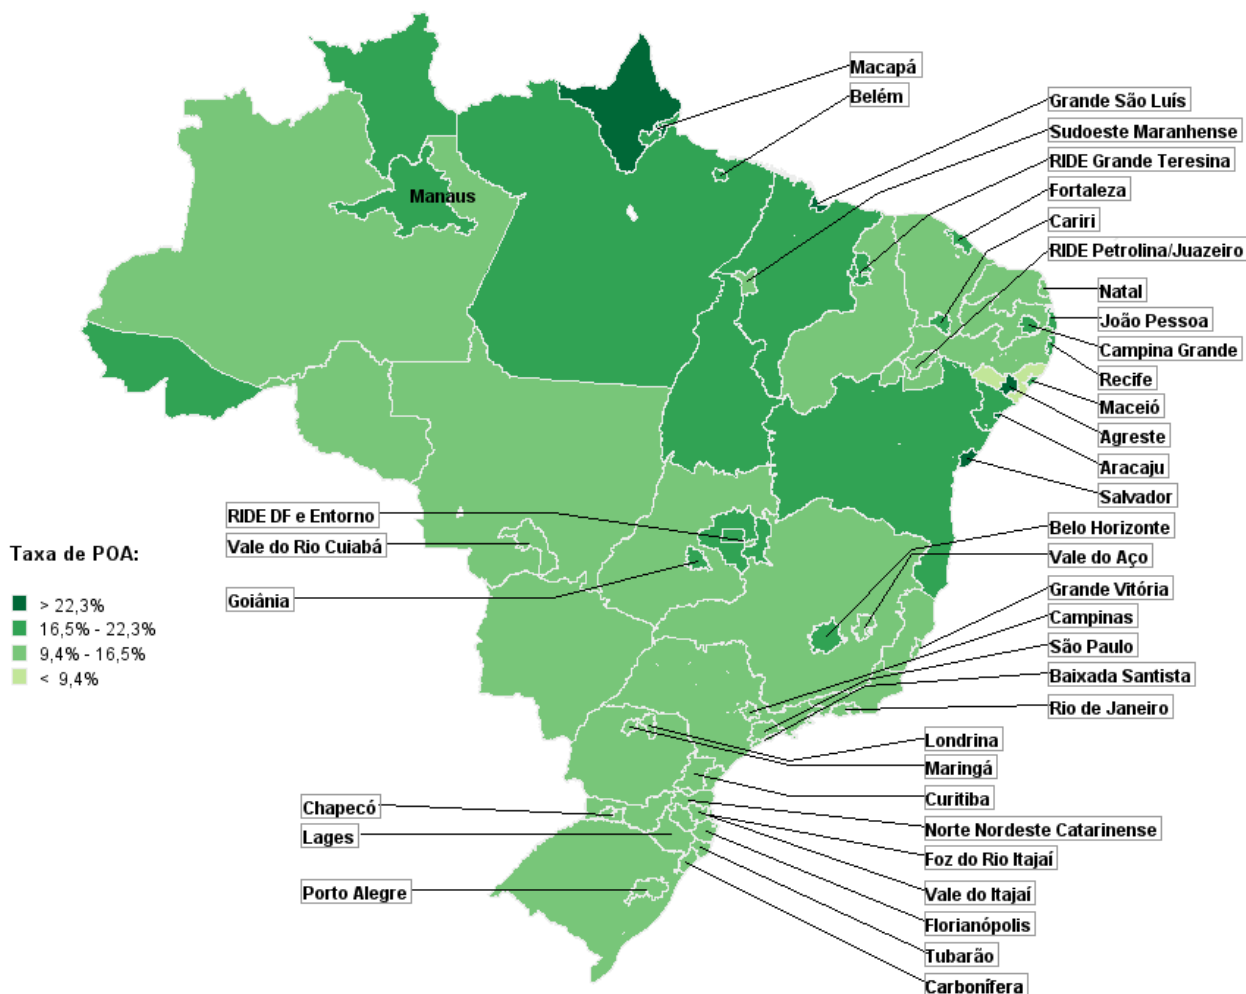 Macapá
Belém
Grande São Luís
Sudoeste Maranhense
RIDE Grande Teresina
Fortaleza
Cariri
RIDE Petrolina/Juazeiro
Manaus
Natal
João Pessoa
Campina Grande
Recife
Maceió
Agreste
Aracaju
Salvador
RIDE DF e Entorno
Vale do Rio Cuiabá
Goiânia
Belo Horizonte
Vale do Aço
Grande Vitória
Campinas
São Paulo
Baixada Santista
Rio de Janeiro
Taxa de POA:
> 22,3%
16,5% - 22,3%
9,4% - 16,5%
< 9,4%
Londrina
Maringá
Curitiba
Chapecó
Lages
Porto Alegre
Norte Nordeste Catarinense
Foz do Rio Itajaí
Vale do Itajaí
Florianópolis
Tubarão
Carbonífera